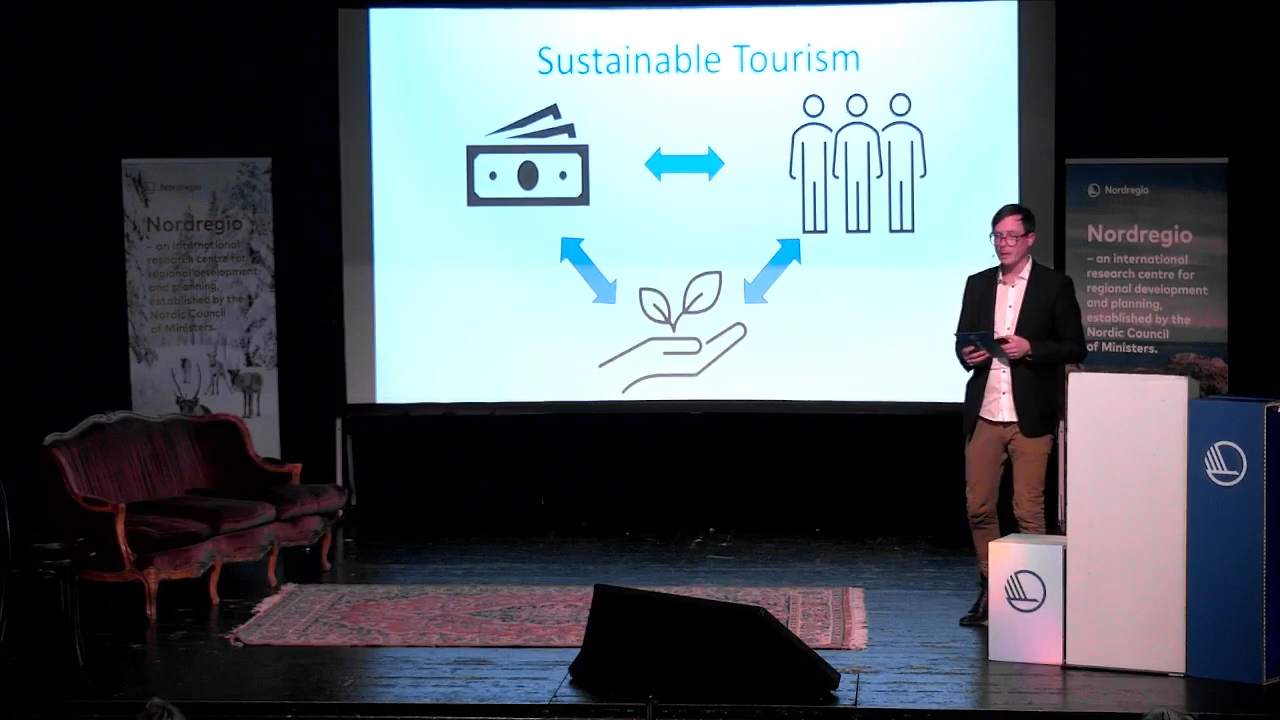 Sustainable Tourism
Nordregio
Nordregio
– an international
research centre for
regional development
and planning,
established by the
Nordic Council
of Ministers.
Nordregio
Nordregio
– an international
research centre for
regional development
and planning,
established by the
Nordic Council
of Ministers.